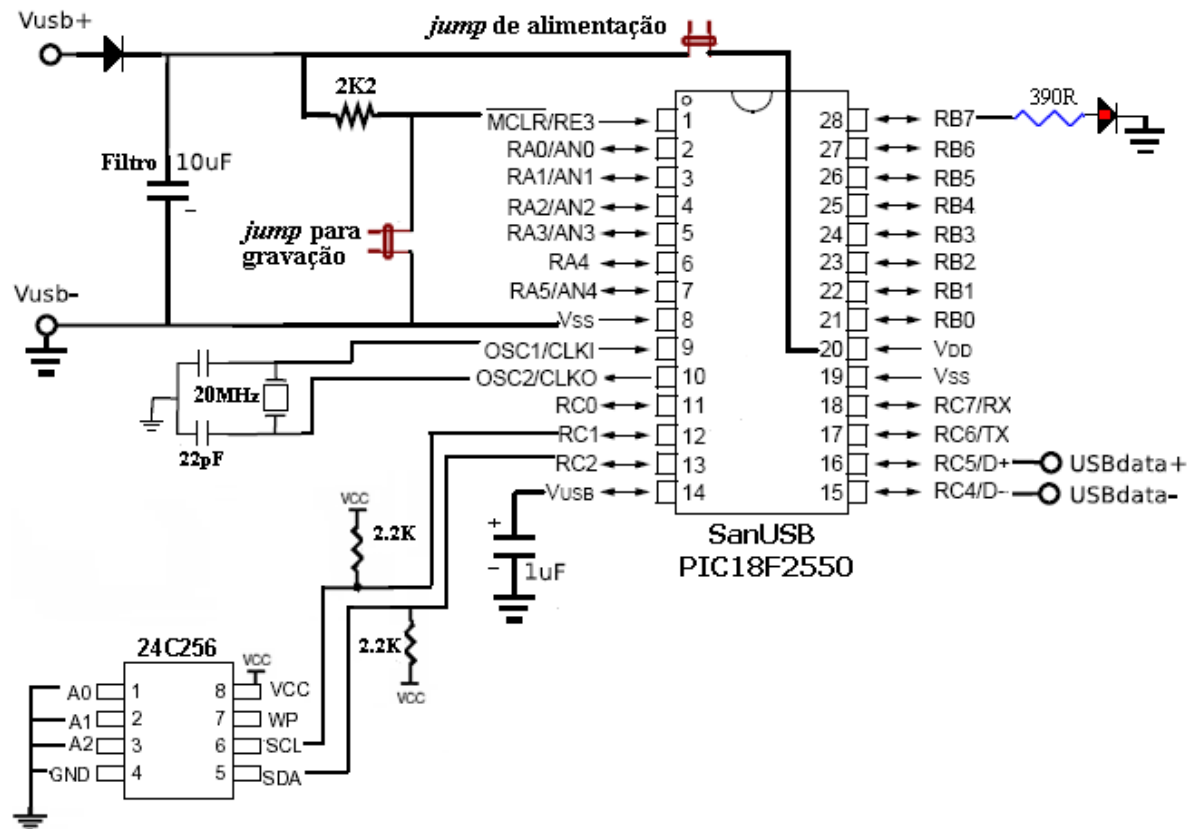 Vusb+
jump de alimentação
2K2
Filtro
10uF
-
jump para
gravação
Vusb-
MCLR/RE3
RA0/AN0
RA1/AN1
RA2/AN2
RA3/AN3
RA4
RA5/AN4
Vss
OSC1/CLKI
OSC2/CLKO
RC0
RC1
RC2
VUSB
1
2
3
4
5
6
7
8
9
10
11
12
13
14
28
27
26
25
24
23
22
21
20
19
18
17
16
15
RB7
RB6
RB5
RB4
RB3
RB2
RB1
RB0
VDD
Vss
RC7/RX
RC6/TX
RC5/D+
RC4/D-
390R
USBdata+
USBdata-
20MHz
22pF
SanUSB
PIC18F2550
+
-
1uF
VCC
2.2K
2.2K
VCC
24C256
VCC
A0 1 8 VCC
A1 2 7 WP
A2 3 6 SCL
GND 4 5 SDA